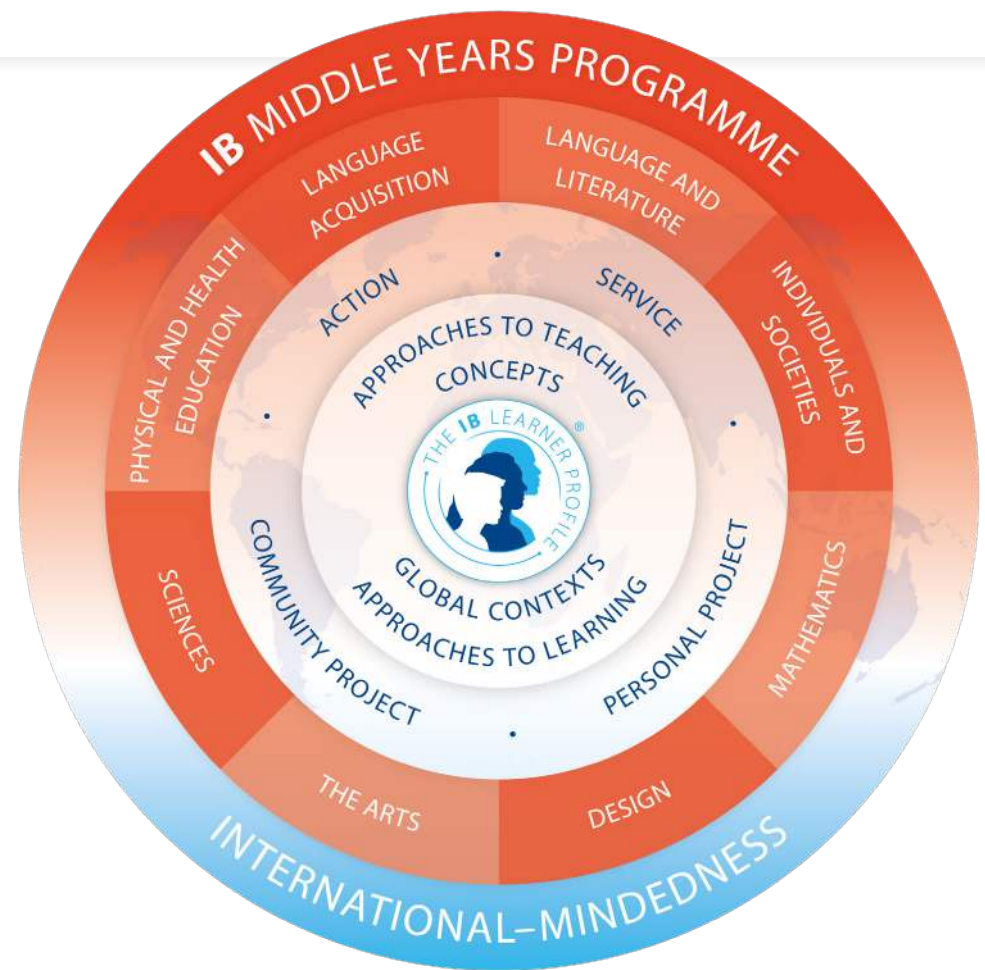 IB MIDDLE YEARS PROGRAMME
LANGUAGE
ACQUISITION
LANGUAGE AND
LITERATURE
INDIVIDUALS AND
SOCIETIES
MATHEMATICS
DESIGN
THE ARTS
SCIENCES
PHYSICAL AND HEALTH
EDUCATION
ACTION
SERVICE
PERSONAL PROJECT
COMMUNITY PROJECT
APPROACHES TO TEACHING
CONCEPTS
THE IB LEARNER PROFILE ®
GLOBAL CONTEXTS
APPROACHES TO LEARNING
INTERNATIONAL–MINDEDNESS